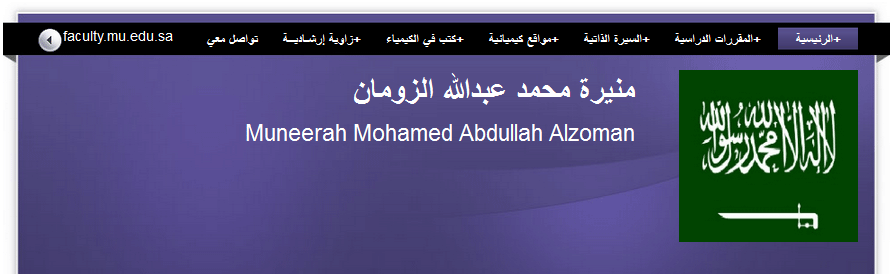 +الرئيسية +المقررات الدراسية +السيرة الذاتية +مواقع كيميائية +كتب في الكيمياء +زاوية إرشـاديــة تواصل معي faculty.mu.edu.sa
منيرة محمد عبدالله الزومان
Muneerah Mohamed Abdullah Alzoman
لا إله إلا الله محمد رسول الله